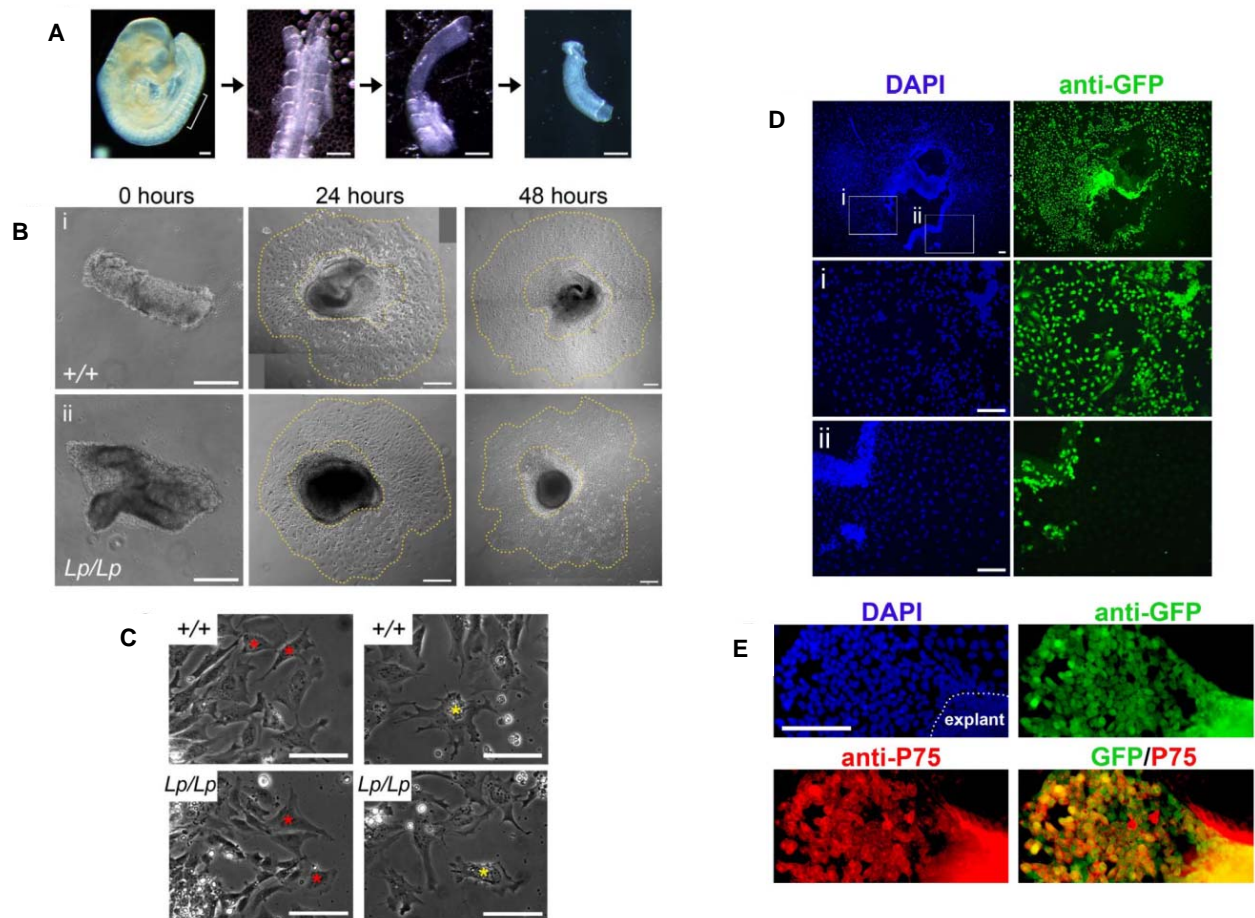 A
0 hours 24 hours 48 hours
B
i
+/+
ii
Lp/Lp
C
+/+ +/+
Lp/Lp Lp/Lp
DAPI anti-GFP
D
i
ii
i
ii
DAPI anti-GFP
E
explant
anti-P75 GFP/P75